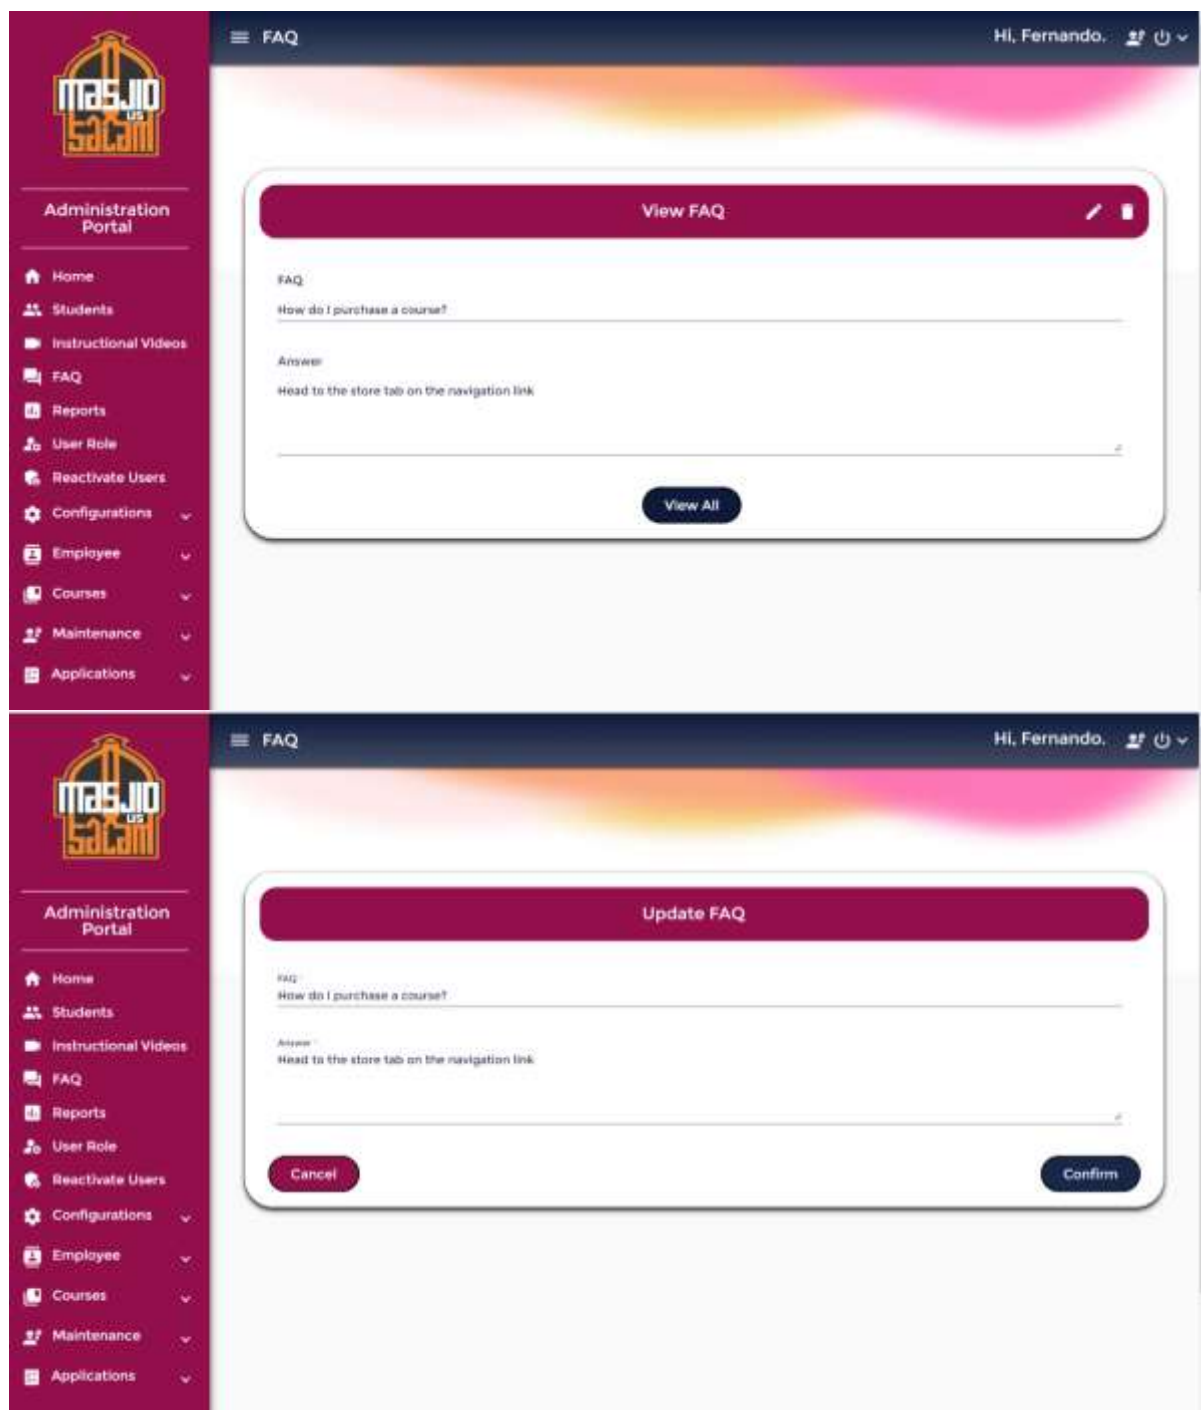 FAQ
Hi, Fernando.
masjid
us
salam
Administration
Portal
Home
Students
Instructional Videos
FAQ
Reports
User Role
Reactivate Users
Configurations
Employee
Courses
Maintenance
Applications
View FAQ
FAQ
How do I purchase a course?
Answer
Head to the store tab on the navigation link
View All
FAQ
Hi, Fernando.
masjid
us
salam
Administration
Portal
Home
Students
Instructional Videos
FAQ
Reports
User Role
Reactivate Users
Configurations
Employee
Courses
Maintenance
Applications
Update FAQ
FAQ *
How do I purchase a course?
Answer *
Head to the store tab on the navigation link
Cancel
Confirm